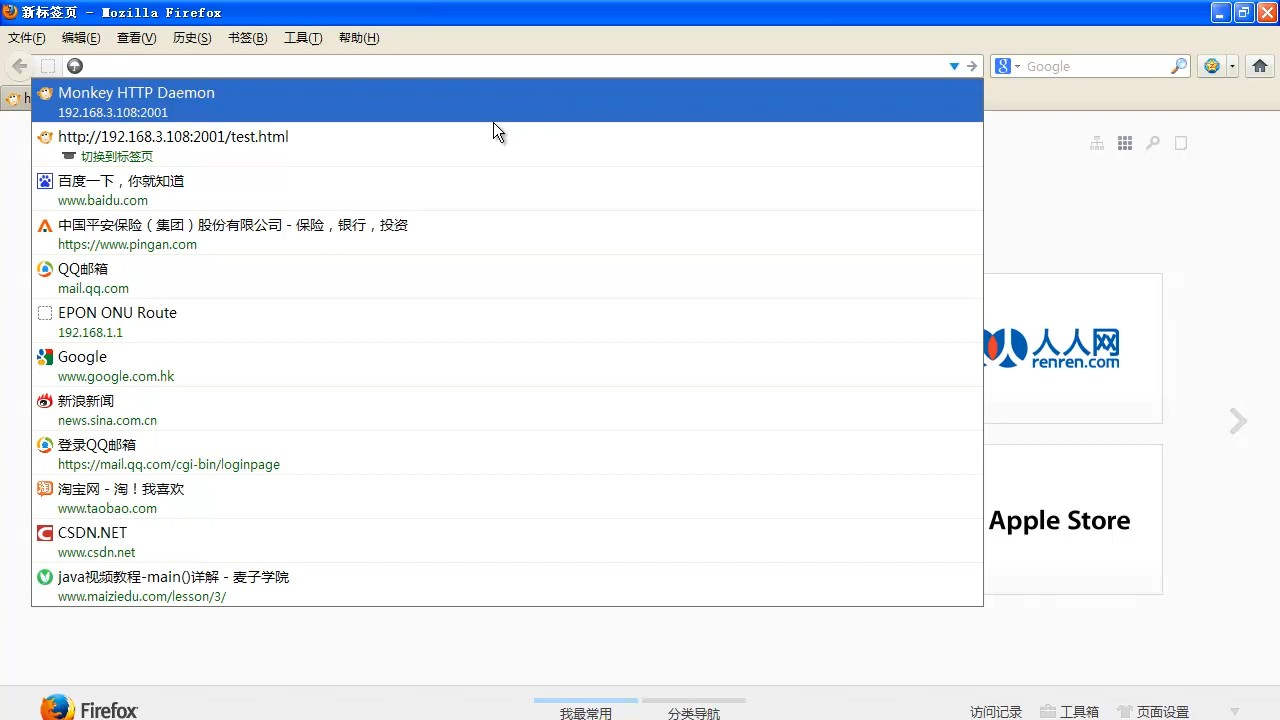 新标签页 - Mozilla Firefox
文件(F) 编辑(E) 查看(V) 历史(S) 书签(B) 工具(T) 帮助(H)
Google
h
Monkey HTTP Daemon
192.168.3.108:2001
http://192.168.3.108:2001/test.html
切换到标签页
百度一下，你就知道
www.baidu.com
中国平安保险（集团）股份有限公司 - 保险，银行，投资
https://www.pingan.com
QQ邮箱
mail.qq.com
EPON ONU Route
192.168.1.1
Google
www.google.com.hk
新浪新闻
news.sina.com.cn
登录QQ邮箱
https://mail.qq.com/cgi-bin/loginpage
淘宝网 - 淘！我喜欢
www.taobao.com
CSDN.NET
www.csdn.net
java视频教程-main()详解 - 麦子学院
www.maiziedu.com/lesson/3/
人人网
renren.com
Apple Store
Firefox
我最常用 分类导航
访问记录 工具箱 页面设置